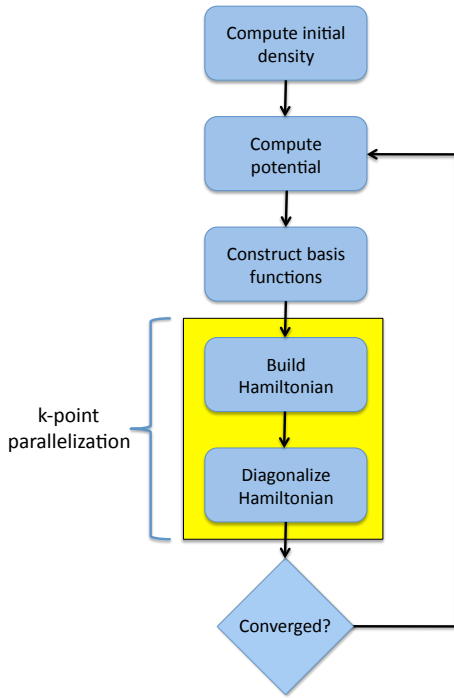 Compute initial
density
Compute
potential
Construct basis
functions
Build
Hamiltonian
k-point
parallelization
Diagonalize
Hamiltonian
Converged?